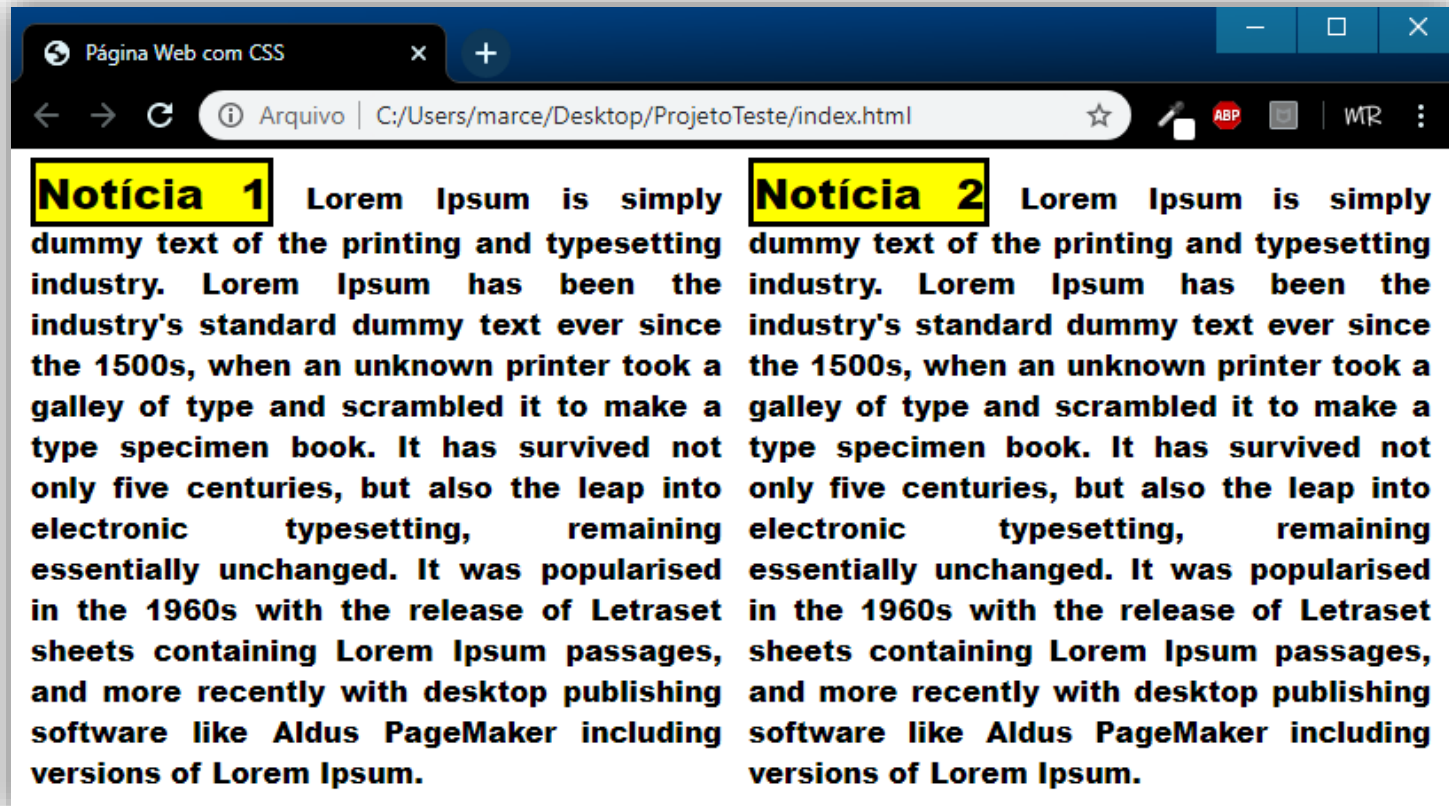 Página Web com CSS
Arquivo | C:/Users/marce/Desktop/ProjetoTeste/index.html
ABP
MR
Notícia 1 Lorem Ipsum is simply
dummy text of the printing and typesetting
industry. Lorem Ipsum has been the
industry's standard dummy text ever since
the 1500s, when an unknown printer took a
galley of type and scrambled it to make a
type specimen book. It has survived not
only five centuries, but also the leap into
electronic typesetting, remaining
essentially unchanged. It was popularised
in the 1960s with the release of Letraset
sheets containing Lorem Ipsum passages,
and more recently with desktop publishing
software like Aldus PageMaker including
versions of Lorem Ipsum.
Notícia 2 Lorem Ipsum is simply
dummy text of the printing and typesetting
industry. Lorem Ipsum has been the
industry's standard dummy text ever since
the 1500s, when an unknown printer took a
galley of type and scrambled it to make a
type specimen book. It has survived not
only five centuries, but also the leap into
electronic typesetting, remaining
essentially unchanged. It was popularised
in the 1960s with the release of Letraset
sheets containing Lorem Ipsum passages,
and more recently with desktop publishing
software like Aldus PageMaker including
versions of Lorem Ipsum.